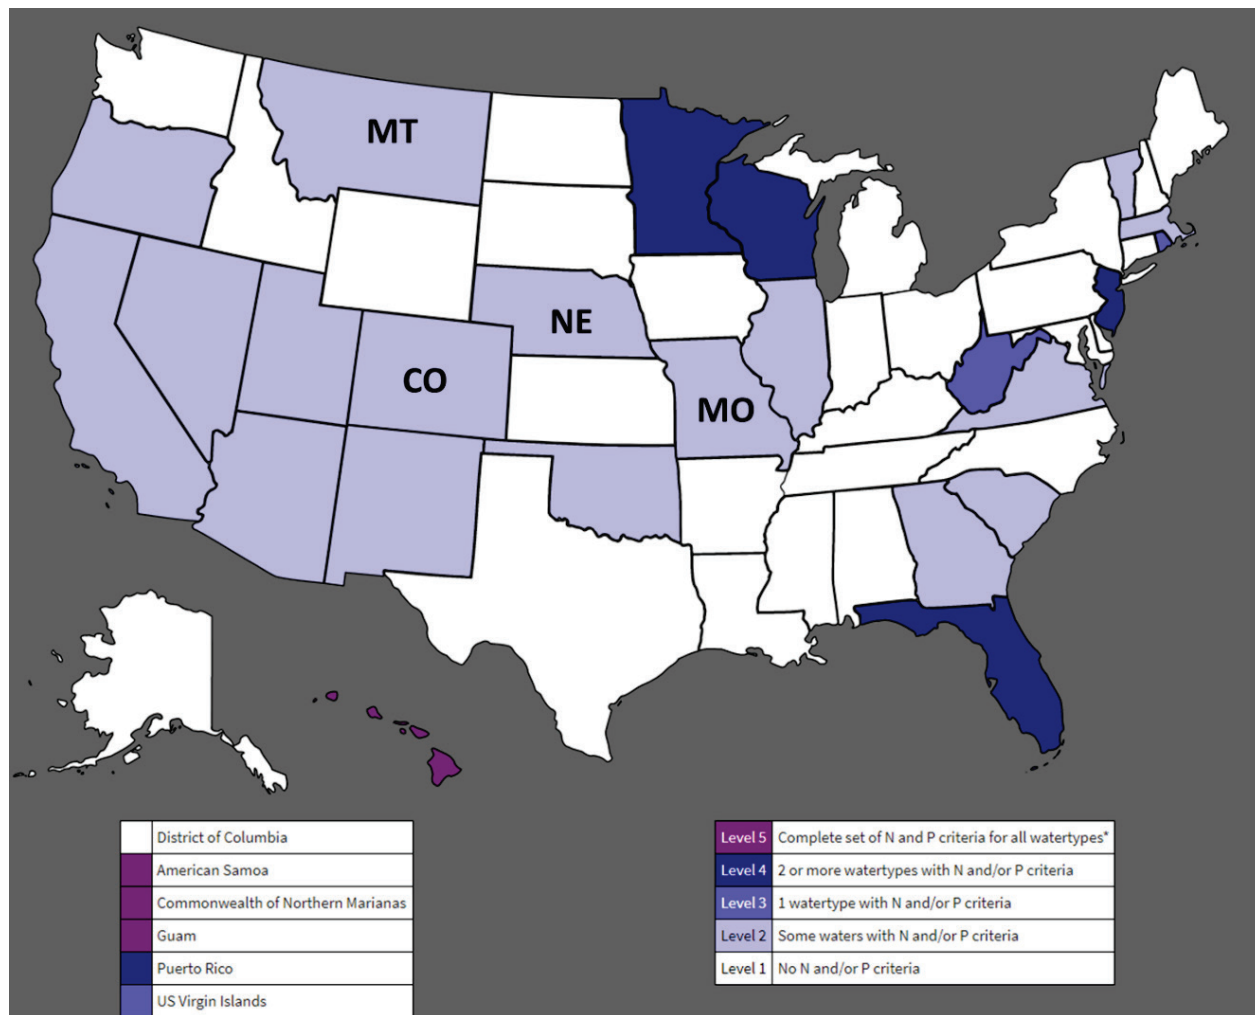 MT
NE
CO
MO
District of Columbia
American Samoa
Commonwealth of Northern Marianas
Guam
Puerto Rico
US Virgin Islands
Level 5 Complete set of N and P criteria for all watertypes*
Level 4 2 or more watertypes with N and/or P criteria
Level 3 1 watertype with N and/or P criteria
Level 2 Some waters with N and/or P criteria
Level 1 No N and/or P criteria